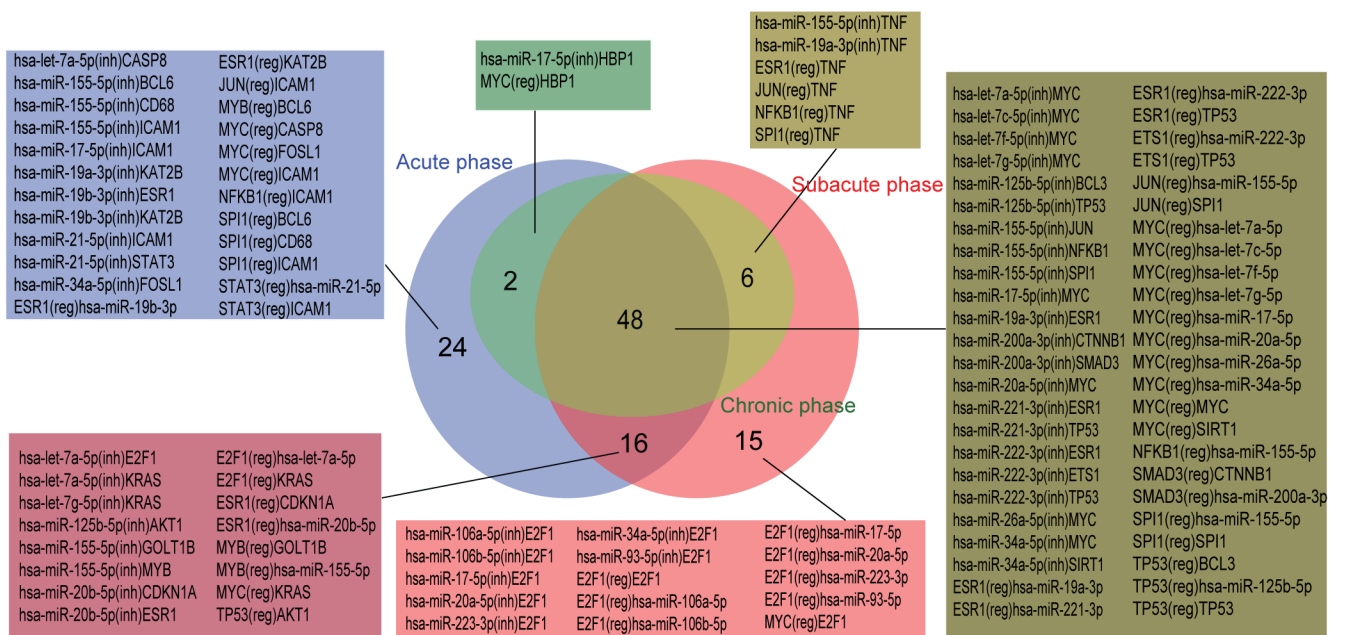 hsa-let-7a-5p(inh)CASP8
hsa-miR-155-5p(inh)BCL6
hsa-miR-155-5p(inh)CD68
hsa-miR-155-5p(inh)ICAM1
hsa-miR-17-5p(inh)ICAM1
hsa-miR-19a-3p(inh)KAT2B
hsa-miR-19b-3p(inh)ESR1
hsa-miR-19b-3p(inh)KAT2B
hsa-miR-21-5p(inh)ICAM1
hsa-miR-21-5p(inh)STAT3
hsa-miR-34a-5p(inh)FOSL1
ESR1(reg)hsa-miR-19b-3p
ESR1(reg)KAT2B
JUN(reg)ICAM1
MYB(reg)BCL6
MYC(reg)CASP8
MYC(reg)FOSL1
MYC(reg)ICAM1
NFKB1(reg)ICAM1
SPI1(reg)BCL6
SPI1(reg)CD68
SPI1(reg)ICAM1
STAT3(reg)hsa-miR-21-5p
STAT3(reg)ICAM1
hsa-miR-17-5p(inh)HBP1
MYC(reg)HBP1
hsa-miR-155-5p(inh)TNF
hsa-miR-19a-3p(inh)TNF
ESR1(reg)TNF
JUN(reg)TNF
NFKB1(reg)TNF
SPI1(reg)TNF
Acute phase
Subacute phase
Chronic phase
2
6
48
24
16
15
hsa-let-7a-5p(inh)MYC
hsa-let-7c-5p(inh)MYC
hsa-let-7f-5p(inh)MYC
hsa-let-7g-5p(inh)MYC
hsa-miR-125b-5p(inh)BCL3
hsa-miR-125b-5p(inh)TP53
hsa-miR-155-5p(inh)JUN
hsa-miR-155-5p(inh)NFKB1
hsa-miR-155-5p(inh)SPI1
hsa-miR-17-5p(inh)MYC
hsa-miR-19a-3p(inh)ESR1
hsa-miR-200a-3p(inh)CTNNB1
hsa-miR-200a-3p(inh)SMAD3
hsa-miR-20a-5p(inh)MYC
hsa-miR-221-3p(inh)ESR1
hsa-miR-221-3p(inh)TP53
hsa-miR-222-3p(inh)ESR1
hsa-miR-222-3p(inh)ETS1
hsa-miR-222-3p(inh)TP53
hsa-miR-26a-5p(inh)MYC
hsa-miR-34a-5p(inh)MYC
hsa-miR-34a-5p(inh)SIRT1
ESR1(reg)hsa-miR-19a-3p
ESR1(reg)hsa-miR-221-3p
ESR1(reg)hsa-miR-222-3p
ESR1(reg)TP53
ETS1(reg)hsa-miR-222-3p
ETS1(reg)TP53
JUN(reg)hsa-miR-155-5p
JUN(reg)SPI1
MYC(reg)hsa-let-7a-5p
MYC(reg)hsa-let-7c-5p
MYC(reg)hsa-let-7f-5p
MYC(reg)hsa-let-7g-5p
MYC(reg)hsa-miR-17-5p
MYC(reg)hsa-miR-20a-5p
MYC(reg)hsa-miR-26a-5p
MYC(reg)hsa-miR-34a-5p
MYC(reg)MYC
MYC(reg)SIRT1
NFKB1(reg)hsa-miR-155-5p
SMAD3(reg)CTNNB1
SMAD3(reg)hsa-miR-200a-3p
SPI1(reg)hsa-miR-155-5p
SPI1(reg)SPI1
TP53(reg)BCL3
TP53(reg)hsa-miR-125b-5p
TP53(reg)TP53
hsa-let-7a-5p(inh)E2F1
hsa-let-7a-5p(inh)KRAS
hsa-let-7g-5p(inh)KRAS
hsa-miR-125b-5p(inh)AKT1
hsa-miR-155-5p(inh)GOLT1B
hsa-miR-155-5p(inh)MYB
hsa-miR-20b-5p(inh)CDKN1A
hsa-miR-20b-5p(inh)ESR1
E2F1(reg)hsa-let-7a-5p
E2F1(reg)KRAS
ESR1(reg)CDKN1A
ESR1(reg)hsa-miR-20b-5p
MYB(reg)GOLT1B
MYB(reg)hsa-miR-155-5p
MYC(reg)KRAS
TP53(reg)AKT1
hsa-miR-106a-5p(inh)E2F1
hsa-miR-106b-5p(inh)E2F1
hsa-miR-17-5p(inh)E2F1
hsa-miR-20a-5p(inh)E2F1
hsa-miR-223-3p(inh)E2F1
hsa-miR-34a-5p(inh)E2F1
hsa-miR-93-5p(inh)E2F1
E2F1(reg)E2F1
E2F1(reg)hsa-miR-106a-5p
E2F1(reg)hsa-miR-106b-5p
E2F1(reg)hsa-miR-17-5p
E2F1(reg)hsa-miR-20a-5p
E2F1(reg)hsa-miR-223-3p
E2F1(reg)hsa-miR-93-5p
MYC(reg)E2F1